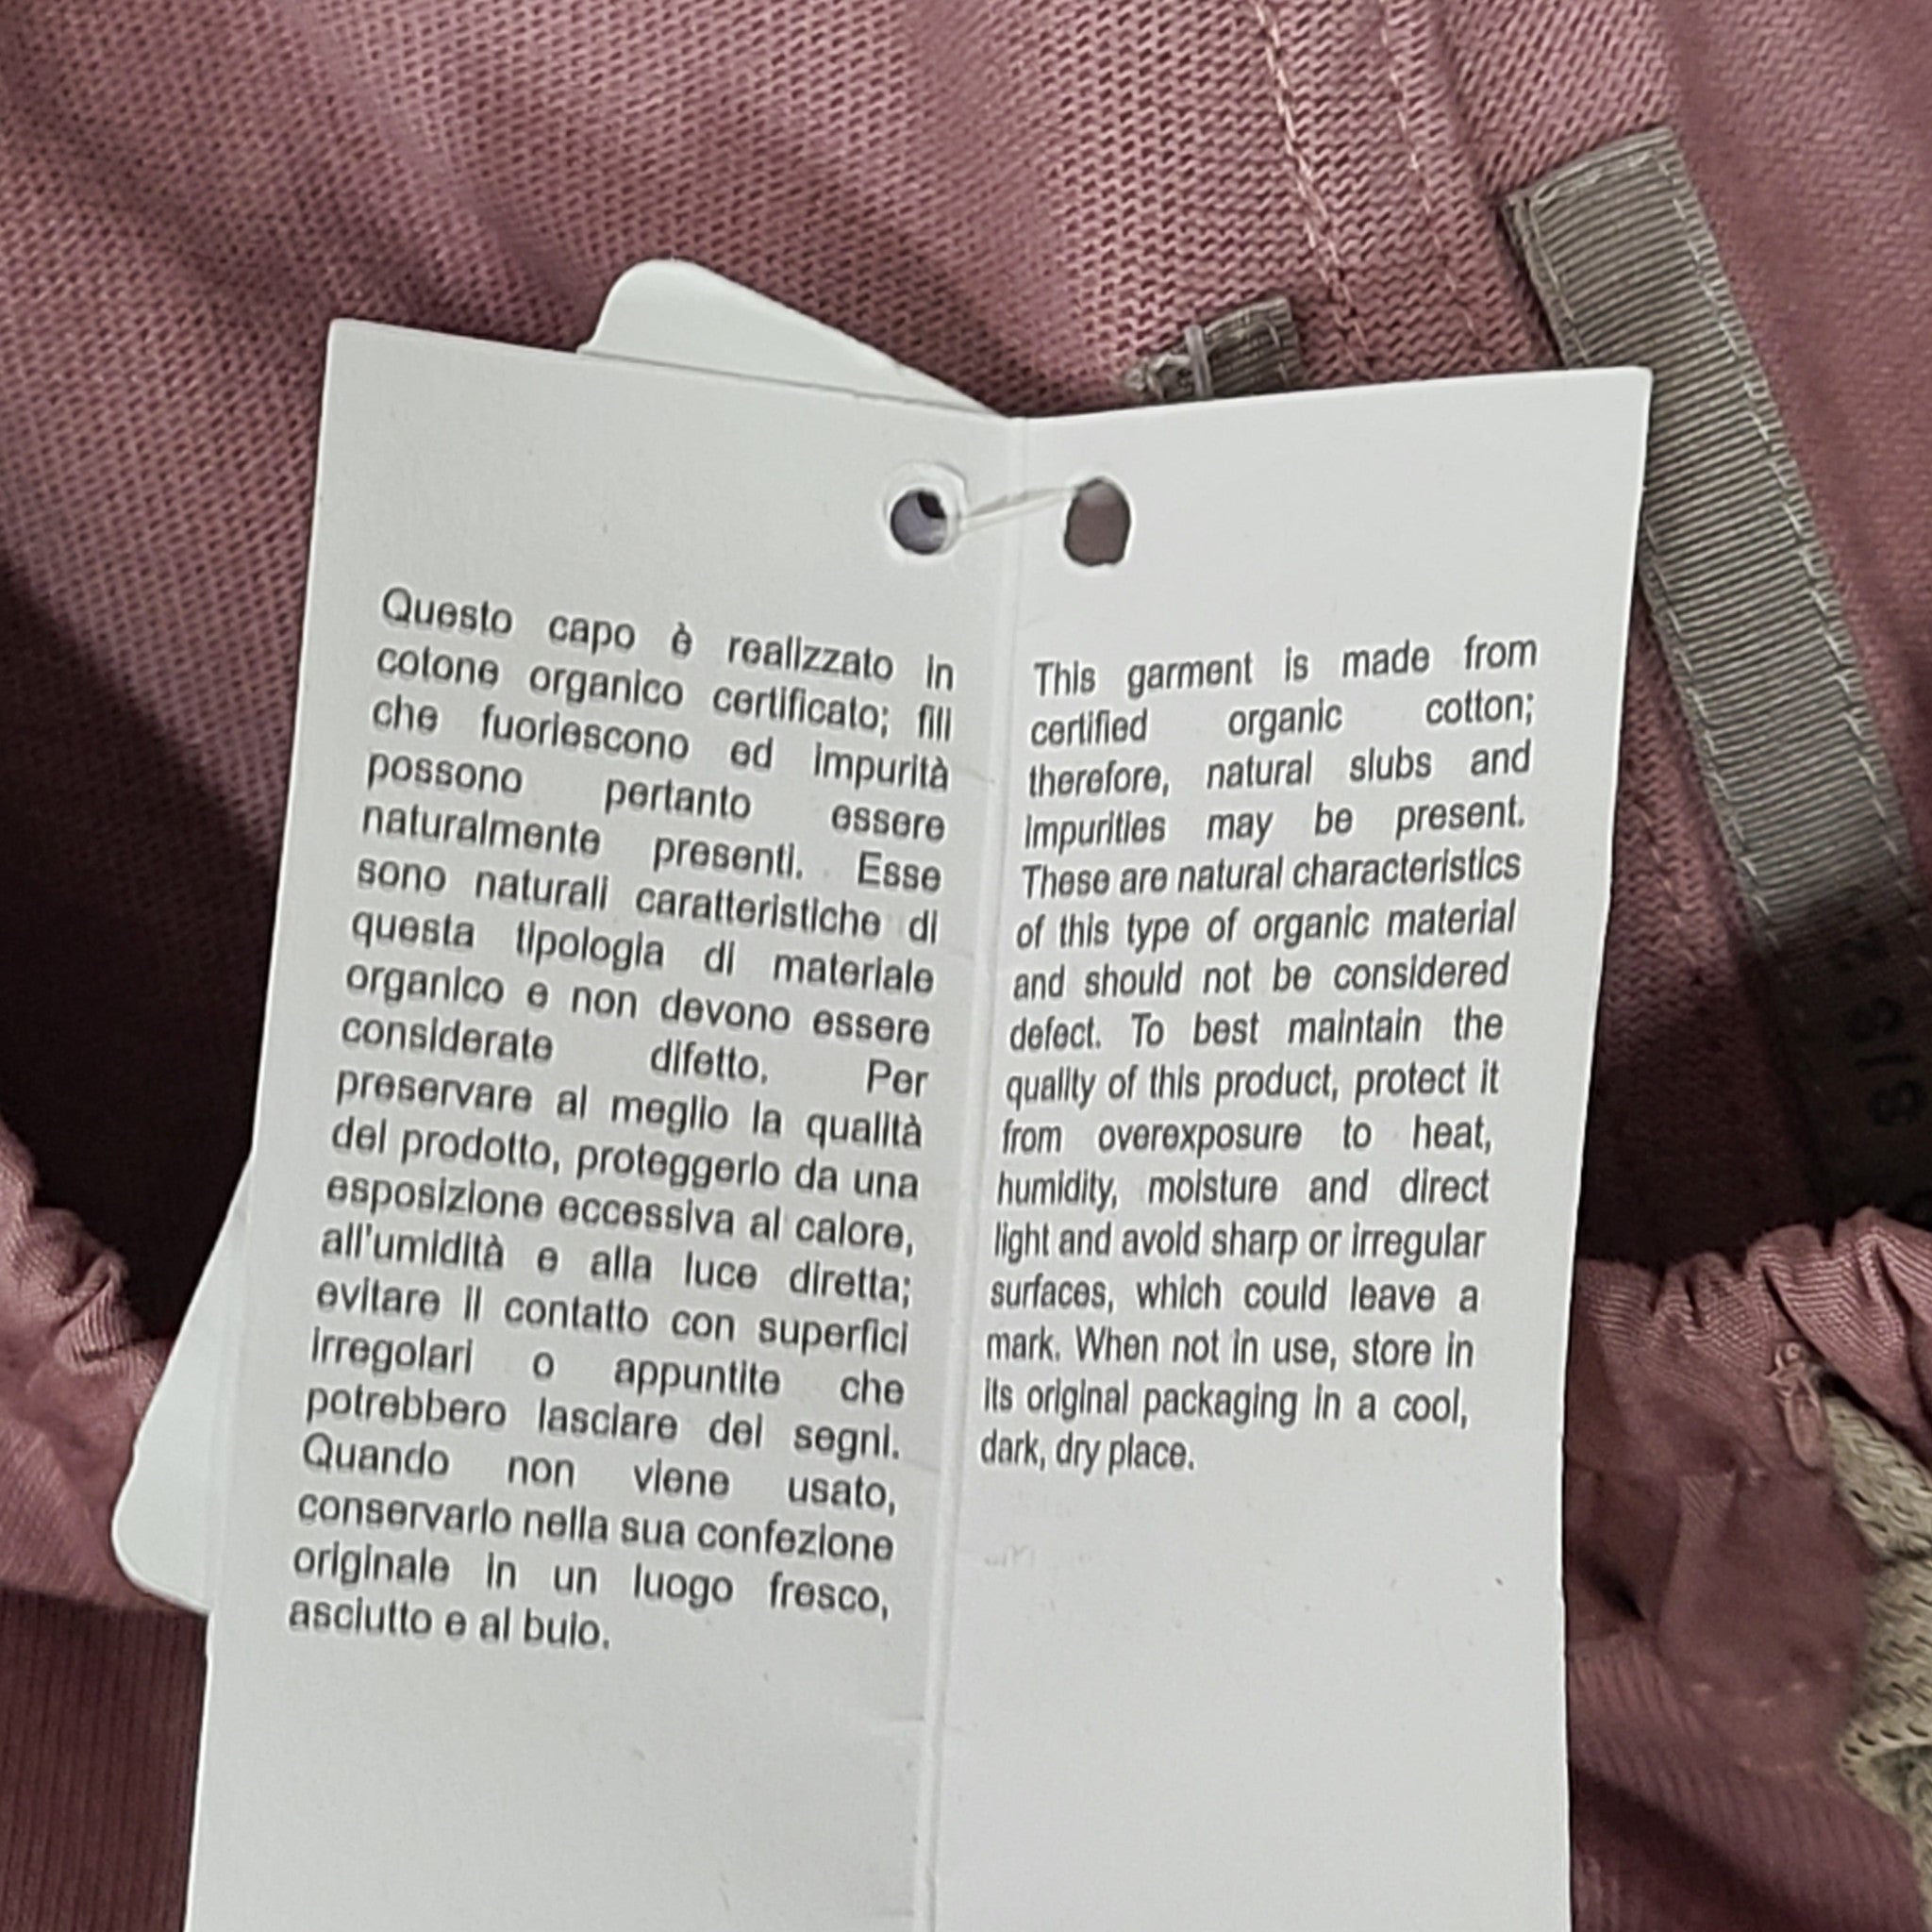 Questo capo è realizzato in
cotone organico certificato; fili
che fuoriescono ed impurità
possono pertanto essere
naturalmente presenti. Esse
sono naturali caratteristiche di
questa tipologia di materiale
organico e non devono essere
considerate difetto. Per
preservare al meglio la qualità
del prodotto, proteggerlo da una
esposizione eccessiva al calore,
all'umidità e alla luce diretta;
evitare il contatto con superfici
irregolari o appuntite che
potrebbero lasciare dei segni.
Quando non viene usato,
conservarlo nella sua confezione
originale in un luogo fresco,
asciutto e al buio.
This garment is made from
certified organic cotton;
therefore, natural slubs and
impurities may be present.
These are natural characteristics
of this type of organic material
and should not be considered
defect. To best maintain the
quality of this product, protect it
from overexposure to heat,
humidity, moisture and direct
light and avoid sharp or irregular
surfaces, which could leave a
mark. When not in use, store in
its original packaging in a cool,
dark, dry place.